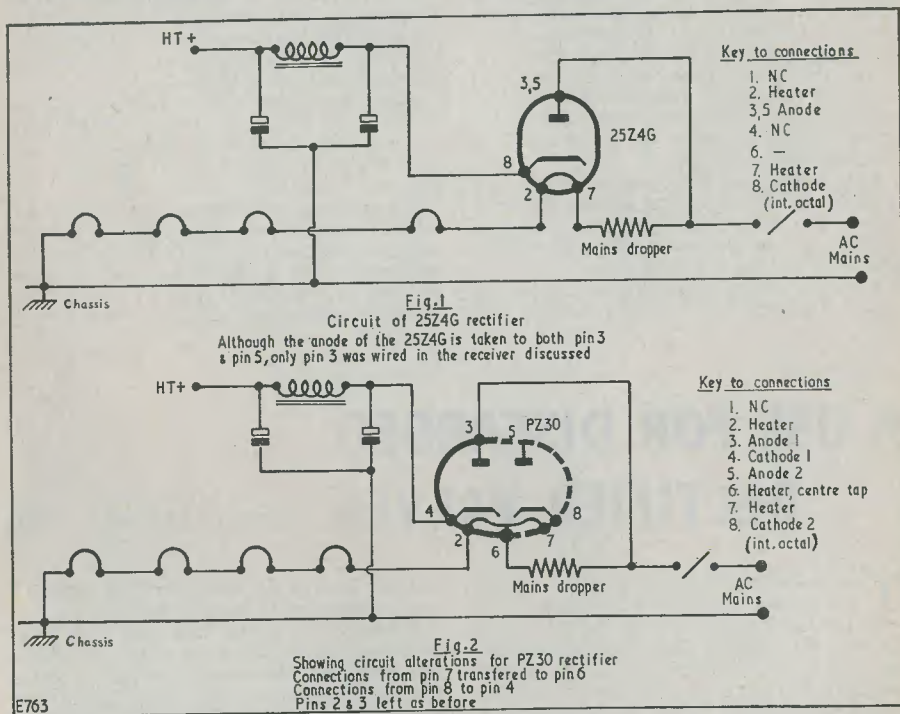 HT+
3,5
25Z4G
8
2
7
Mains dropper
Key to connections
1. NC
2. Heater
3,5 Anode
4. NC
6. —
7. Heater
8. Cathode
(int. octal)
AC
Mains
Chassis
Fig.1
Circuit of 25Z4G rectifier
Although the anode of the 25Z4G is taken to both pin 3
& pin 5, only pin 3 was wired in the receiver discussed
HT+
3
5
PZ30
4
2
6
7
8
Mains dropper
Key to connections
1. NC
2. Heater
3. Anode 1
4. Cathode 1
5. Anode 2
6. Heater, centre tap
7. Heater
8. Cathode 2
(int. octal)
AC
Mains
Chassis
Fig.2
Showing circuit alterations for PZ30 rectifier
Connections from pin 7 transfered to pin 6
Connections from pin 8 to pin 4
Pins 2 & 3 left as before
E763